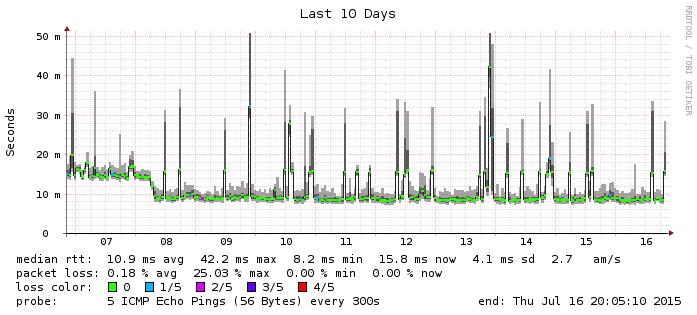 Last 10 Days
RRDTOOL / TOBI OETIKER
Seconds
50 m
40 m
30 m
20 m
10 m
0
07 08 09 10 11 12 13 14 15 16
median rtt: 10.9 ms avg 42.2 ms max 8.2 ms min 15.8 ms now 4.1 ms sd 2.7 am/s
packet loss: 0.18 % avg 25.03 % max 0.00 % min 0.00 % now
loss color: 0 1/5 2/5 3/5 4/5
probe: 5 ICMP Echo Pings (56 Bytes) every 300s end: Thu Jul 16 20:05:10 2015